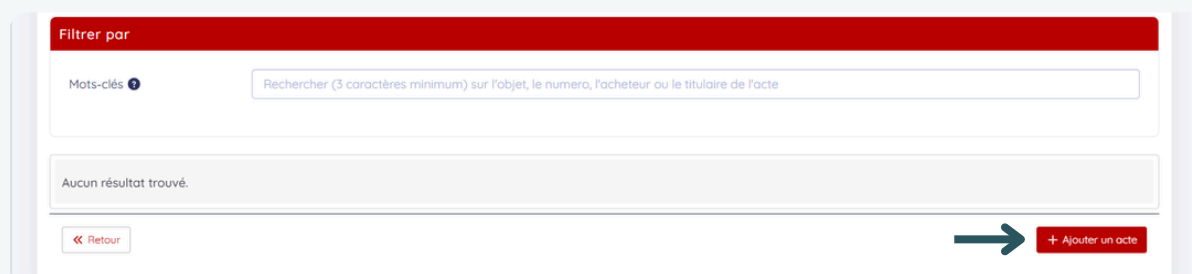 Filtrer par
Mots-clés ?
Rechercher (3 caractères minimum) sur l'objet, le numero, l'acheteur ou le titulaire de l'acte
Aucun résultat trouvé.
« Retour
+ Ajouter un acte